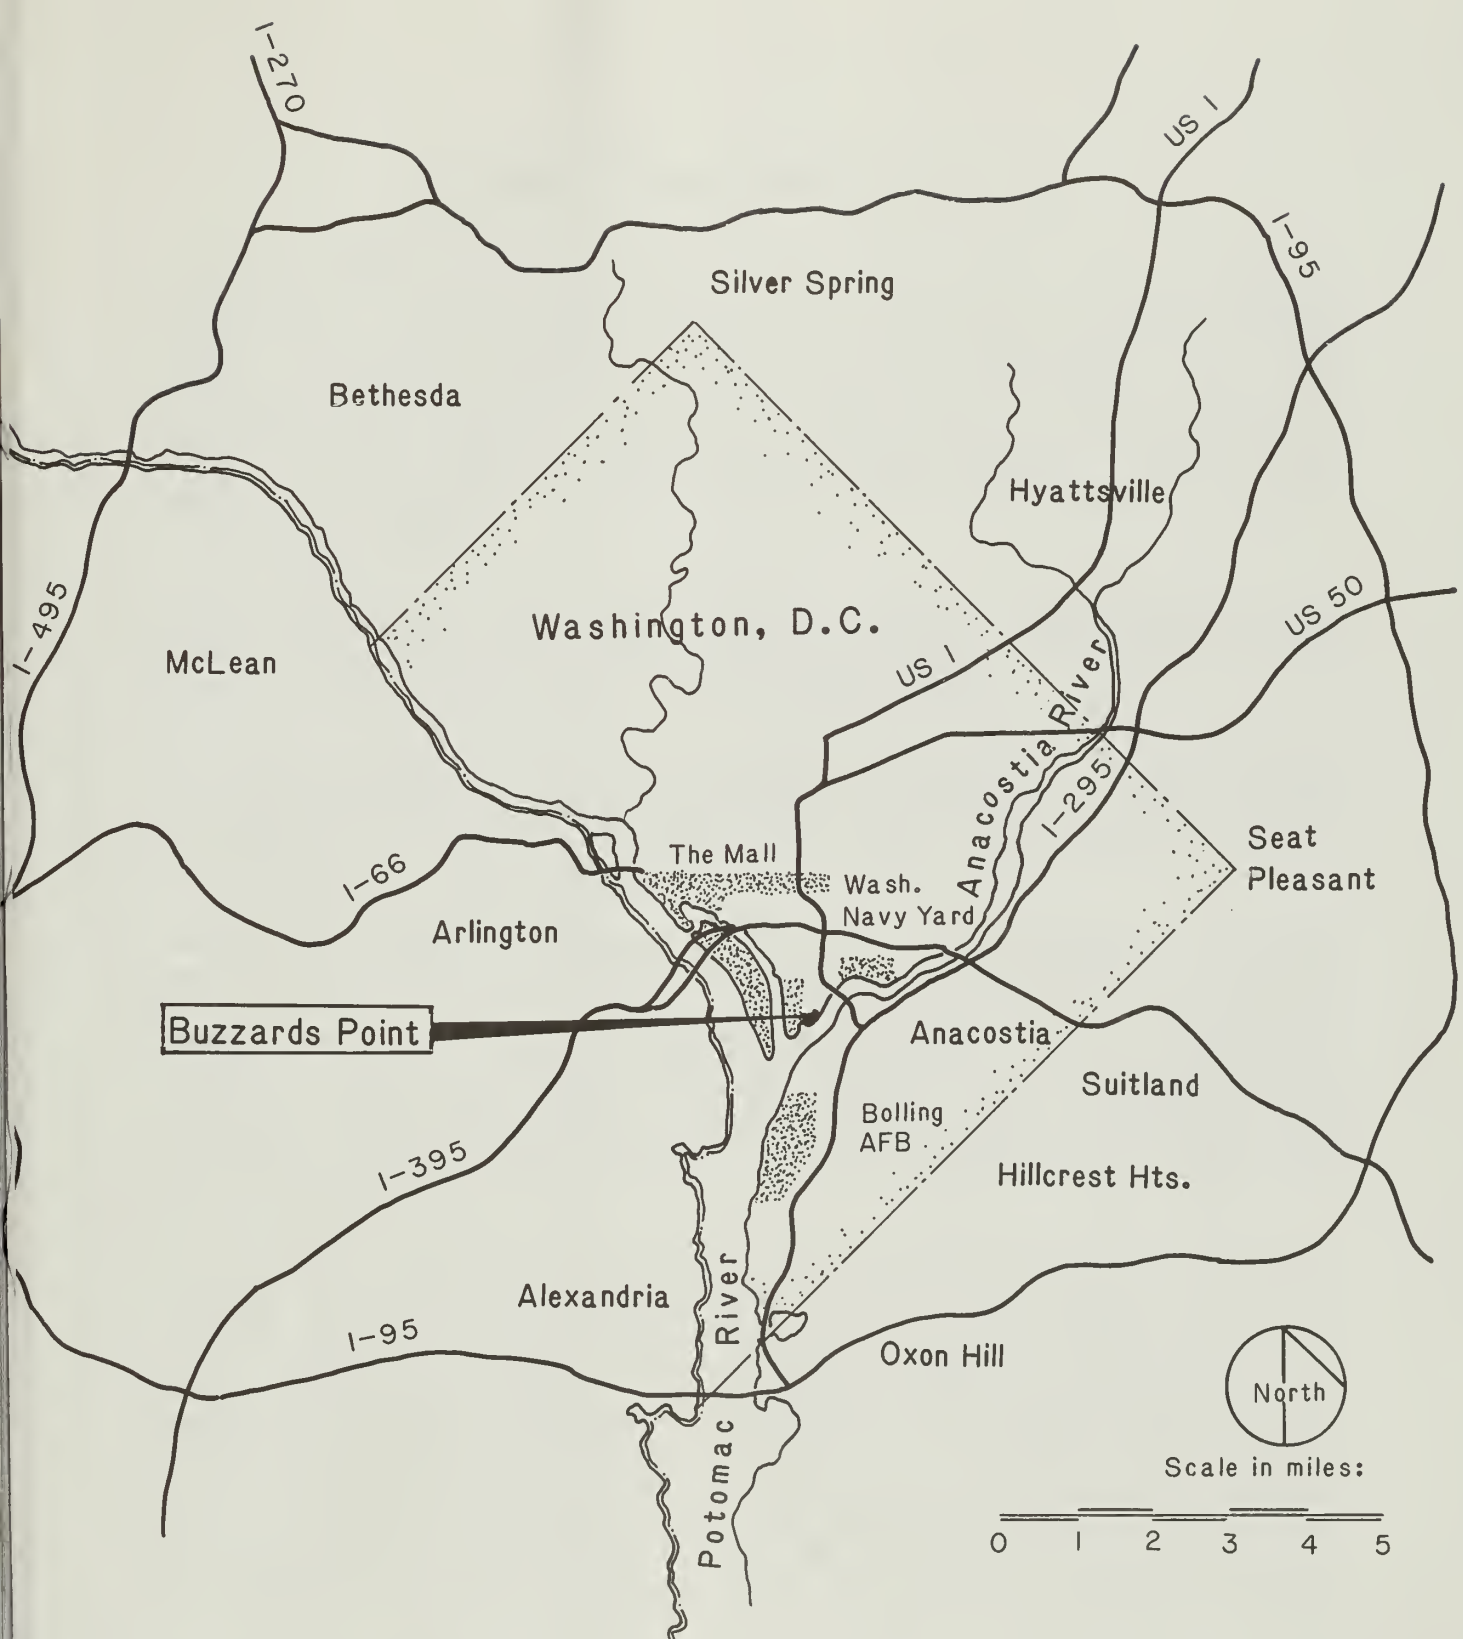 I-270
US 1
I-95
Silver Spring
Bethesda
Hyattsville
I-495
US 50
Washington, D.C.
McLean
US 1
Anacostia River
I-295
Seat
Pleasant
The Mall
I-66
Wash.
Navy Yard
Arlington
Buzzards Point
Anacostia
Suitland
Bolling
AFB
I-395
Hillcrest Hts.
Alexandria
I-95
Oxon Hill
Potomac River
North
Scale in miles:
0 1 2 3 4 5